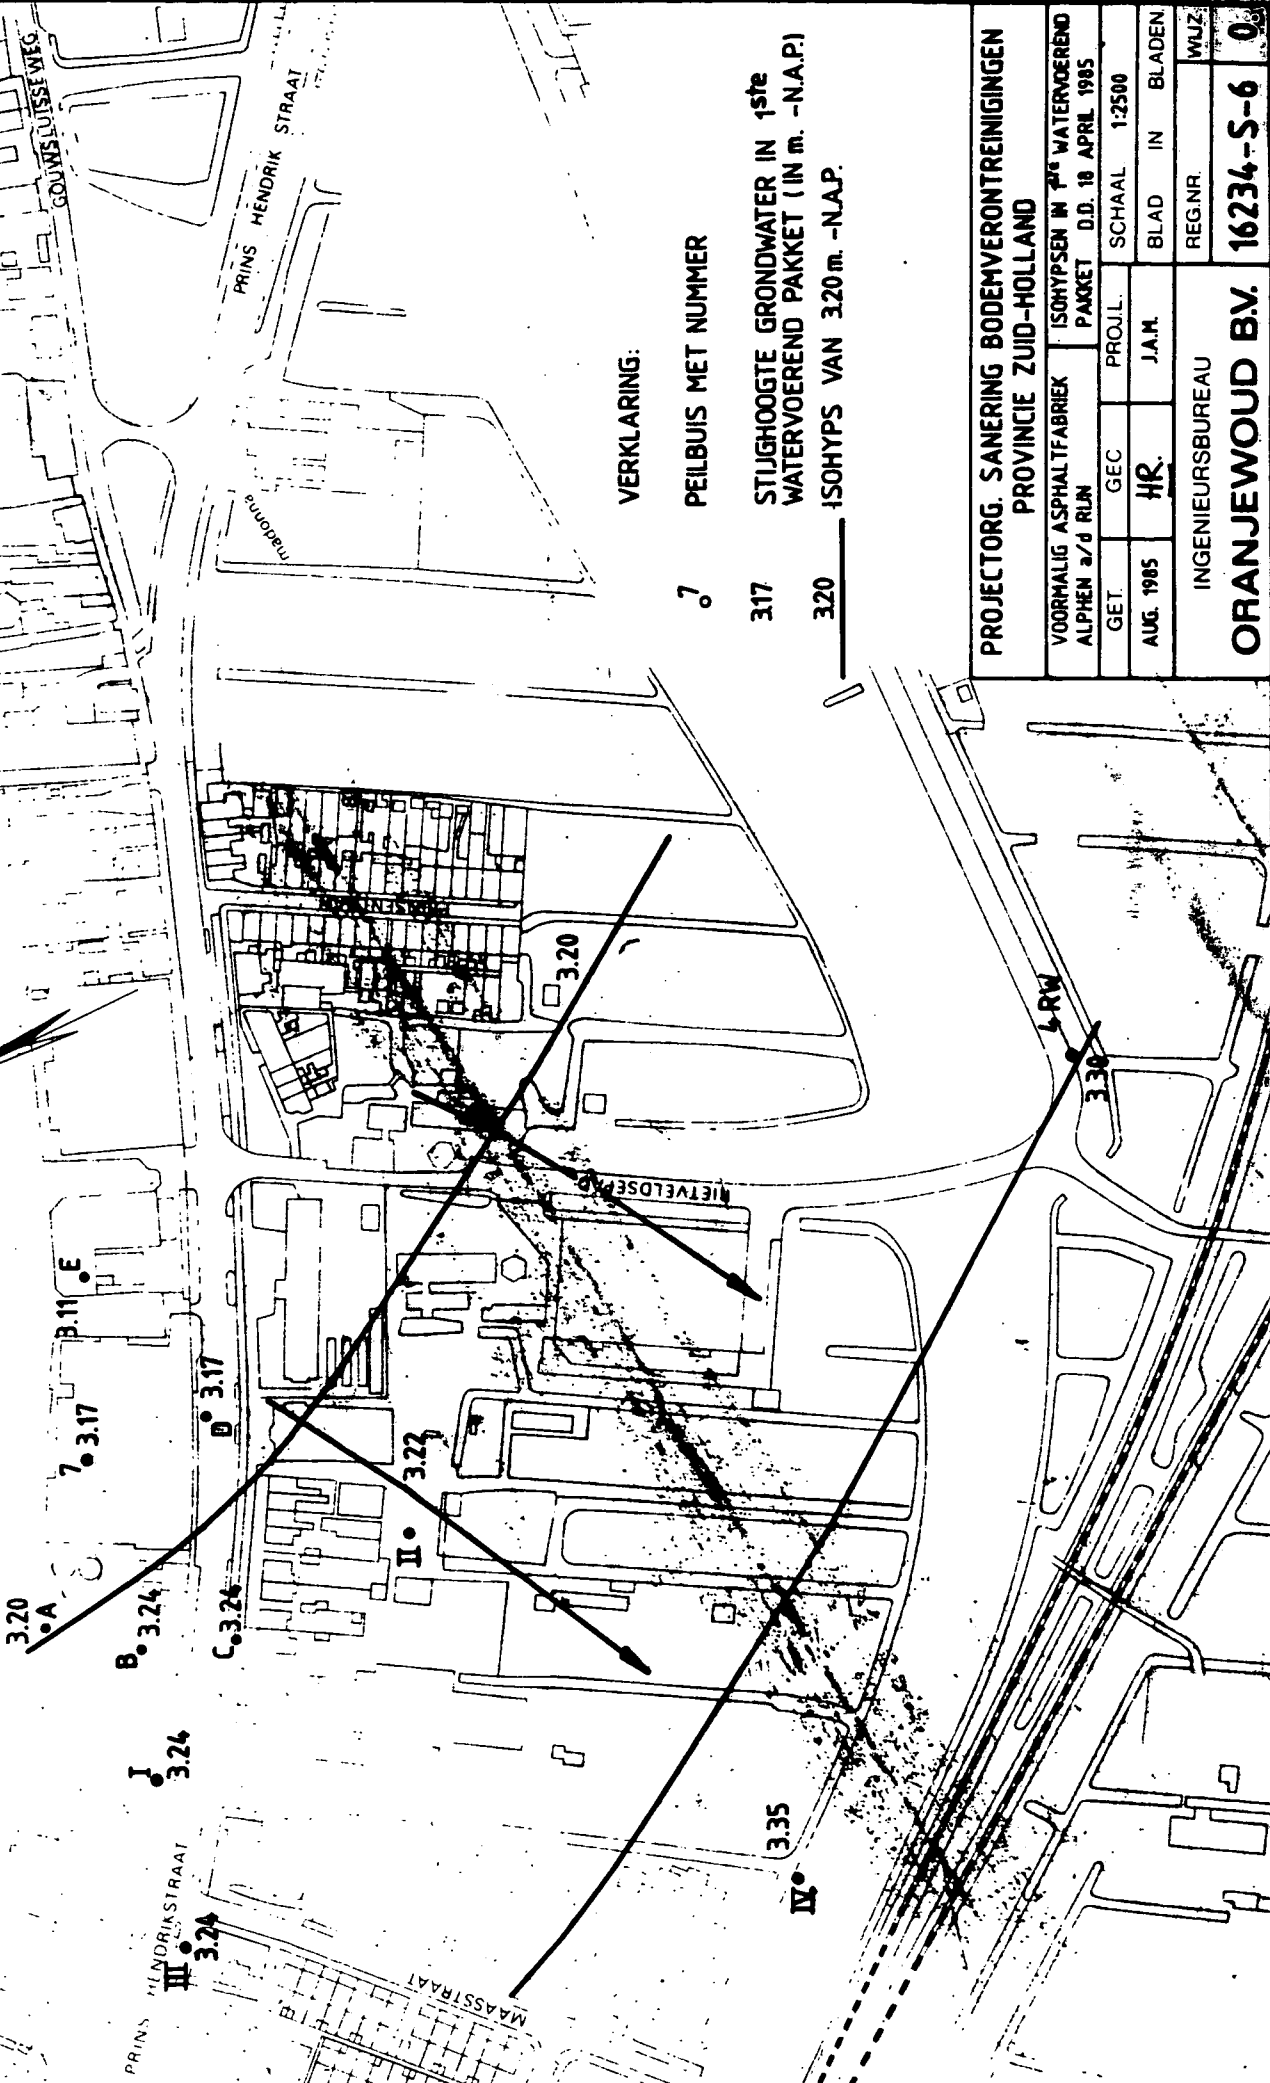 GOUWSLUISSEWEG
PRINS HENDRIK STRAAT
madonna
PRINSENLAAN
RIETVELDSEPAD
MAASSTRAAT
PRINS HENDRIKSTRAAT
3.20
A
B 3.24
C 3.24
D 3.17
3.11 E
7 3.17
I 3.24
II 3.22
III 3.24
IV 3.35
3.20
4 RW
3.30
VERKLARING:
7 PEILBUIS MET NUMMER
3.17 STIJGHOOGTE GRONDWATER IN 1ste
WATERVOEREND PAKKET (IN m. -N.A.P.)
3.20 ISOHYPS VAN 3.20 m. -N.A.P.
PROJECTORG. SANERING BODEMVERONTREINIGINGEN
PROVINCIE ZUID-HOLLAND
VOORMALIG ASPHALTFABRIEK
ALPHEN a/d RIJN
ISOHYPSEN IN 1ste WATERVOEREND
PAKKET D.D. 18 APRIL 1985
GET. GEC PROJ.L. SCHAAL 1:2500
AUG. 1985 HR. J.A.M. BLAD IN BLADEN.
INGENIEURSBUREAU
REG.NR. WIJZ
ORANJEWOUD B.V. 16234-S-6 0